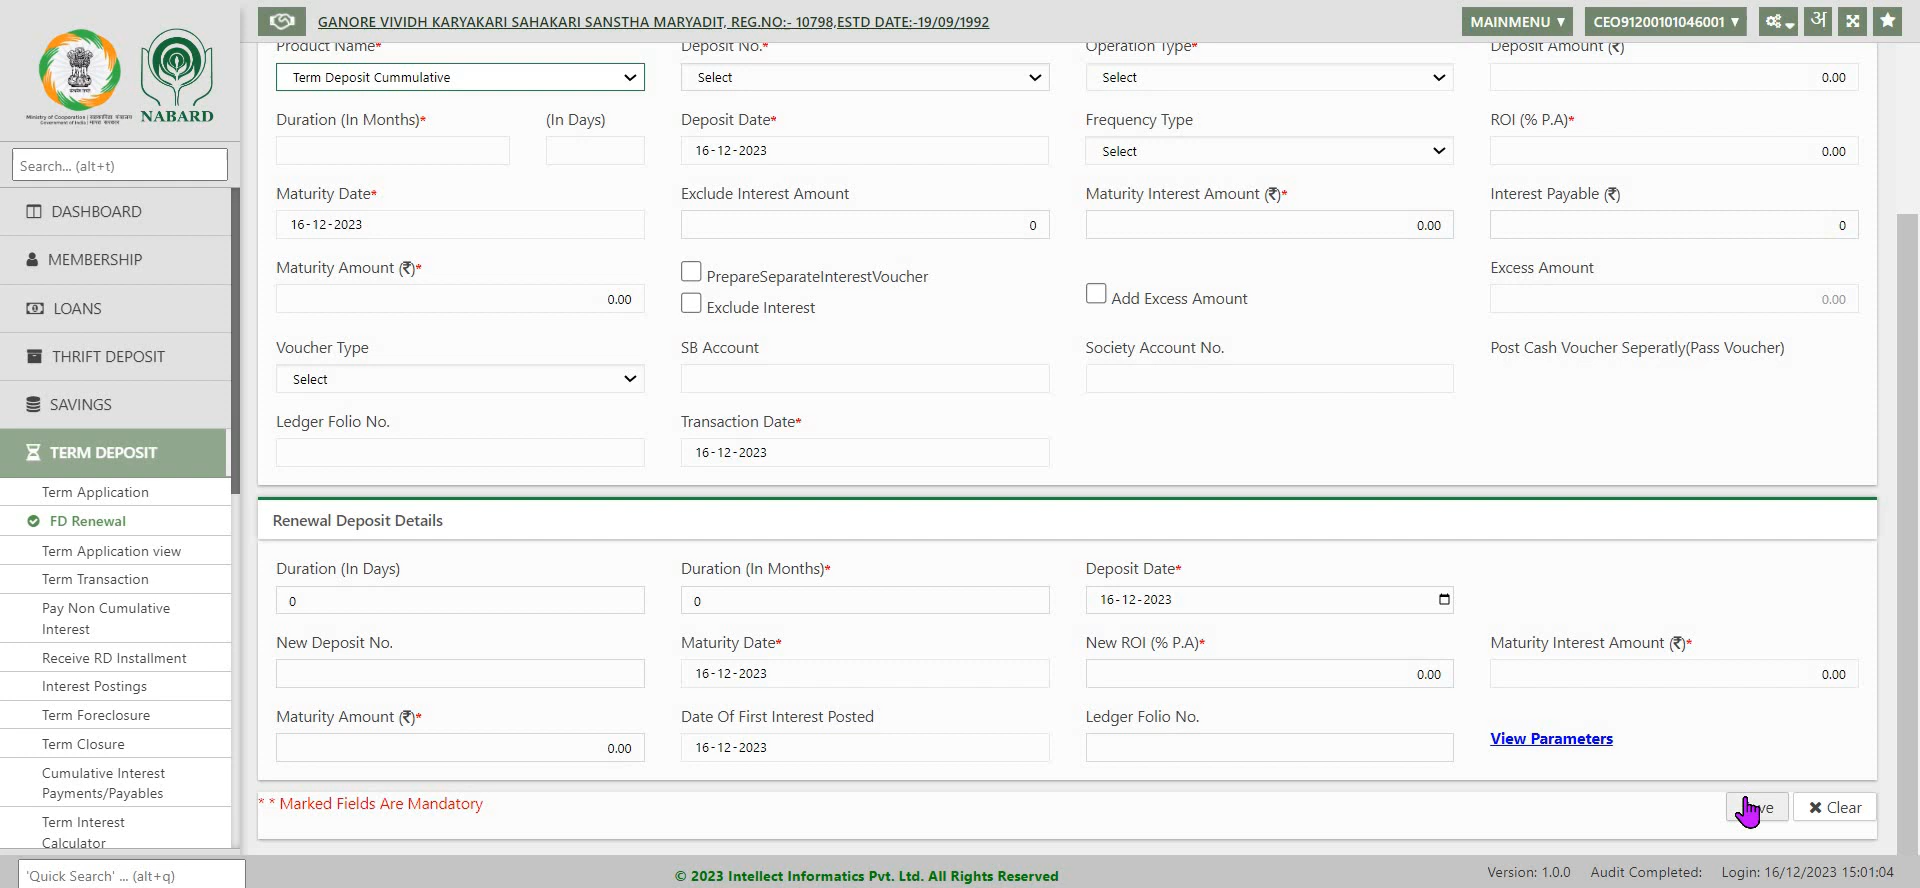 GANORE VIVIDH KARYAKARI SAHAKARI SANSTHA MARYADIT, REG.NO:- 10798,ESTD DATE:-19/09/1992
MAINMENU ▾
CEO91200101046001 ▾
अ
NABARD
Search... (alt+t)
DASHBOARD
MEMBERSHIP
LOANS
THRIFT DEPOSIT
SAVINGS
TERM DEPOSIT
Term Application
FD Renewal
Term Application view
Term Transaction
Pay Non Cumulative
Interest
Receive RD Installment
Interest Postings
Term Foreclosure
Term Closure
Cumulative Interest
Payments/Payables
Term Interest
Calculator
'Quick Search' ... (alt+q)
Product Name* Deposit No.* Operation Type* Deposit Amount (₹)
Term Deposit Cummulative Select Select 0.00
Duration (In Months)* (In Days) Deposit Date* Frequency Type ROI (% P.A)*
16-12-2023 Select 0.00
Maturity Date* Exclude Interest Amount Maturity Interest Amount (₹)* Interest Payable (₹)
16-12-2023 0 0.00 0
Maturity Amount (₹)* PrepareSeparateInterestVoucher Excess Amount
0.00 Exclude Interest Add Excess Amount 0.00
Voucher Type SB Account Society Account No. Post Cash Voucher Seperatly(Pass Voucher)
Select
Ledger Folio No. Transaction Date*
16-12-2023
Renewal Deposit Details
Duration (In Days) Duration (In Months)* Deposit Date*
0 0 16-12-2023
New Deposit No. Maturity Date* New ROI (% P.A)* Maturity Interest Amount (₹)*
16-12-2023 0.00 0.00
Maturity Amount (₹)* Date Of First Interest Posted Ledger Folio No.
0.00 16-12-2023 View Parameters
* * Marked Fields Are Mandatory
Clear
© 2023 Intellect Informatics Pvt. Ltd. All Rights Reserved
Version: 1.0.0 Audit Completed: Login: 16/12/2023 15:01:04